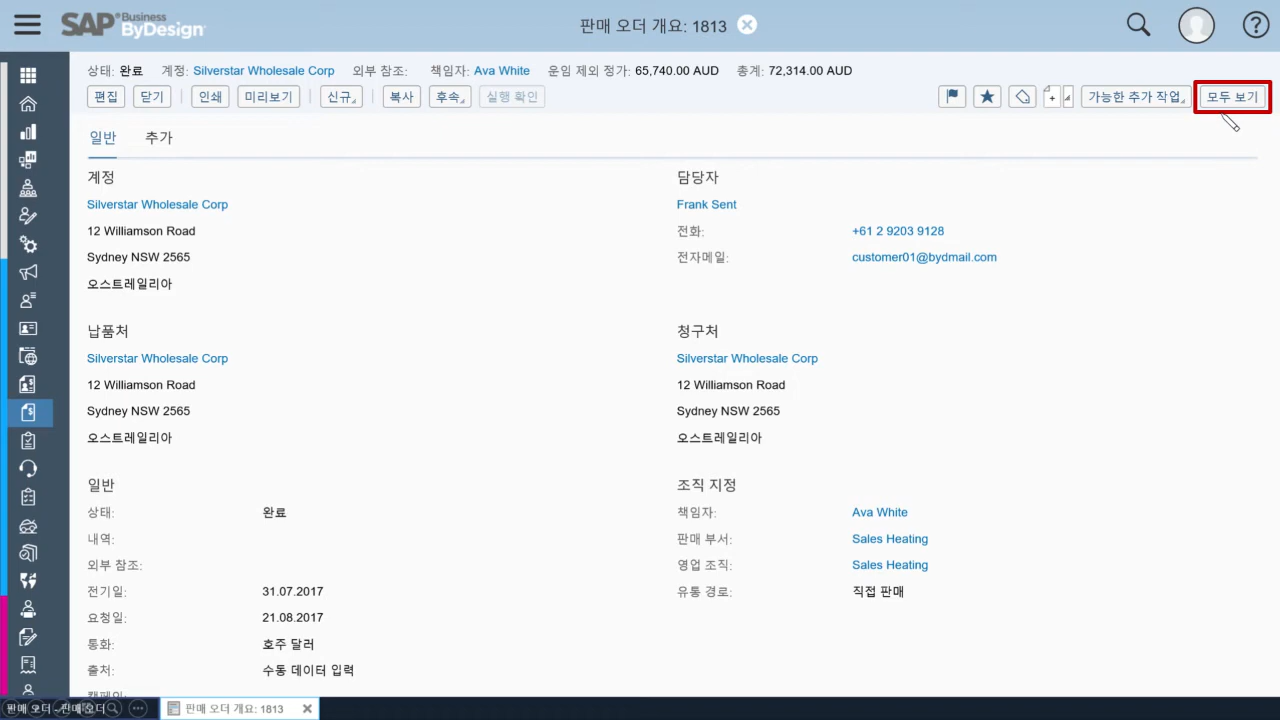 SAP Business ByDesign
판매 오더 개요: 1813
상태: 완료 계정: Silverstar Wholesale Corp 외부 참조: 책임자: Ava White 운임 제외 정가: 65,740.00 AUD 총계: 72,314.00 AUD
편집 닫기 인쇄 미리보기 신규 복사 후속 실행 확인 가능한 추가 작업 모두 보기
일반 추가
계정
Silverstar Wholesale Corp
12 Williamson Road
Sydney NSW 2565
오스트레일리아
담당자
Frank Sent
전화: +61 2 9203 9128
전자메일: customer01@bydmail.com
납품처
Silverstar Wholesale Corp
12 Williamson Road
Sydney NSW 2565
오스트레일리아
청구처
Silverstar Wholesale Corp
12 Williamson Road
Sydney NSW 2565
오스트레일리아
일반
상태: 완료
내역:
외부 참조:
전기일: 31.07.2017
요청일: 21.08.2017
통화: 호주 달러
출처: 수동 데이터 입력
캠페인:
조직 지정
책임자: Ava White
판매 부서: Sales Heating
영업 조직: Sales Heating
유통 경로: 직접 판매
판매 오더 - 판매 오더
판매 오더 개요: 1813